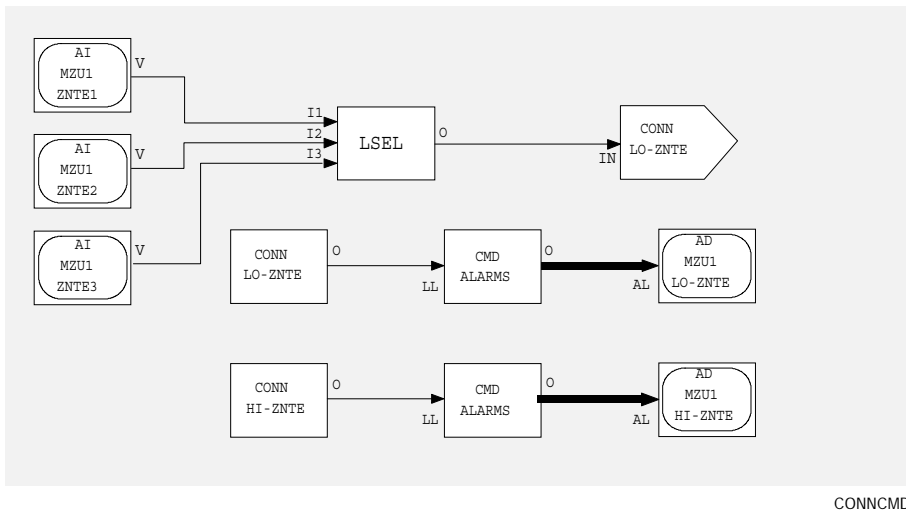 AI
MZU1
ZNTE1
V
AI
MZU1
ZNTE2
V
AI
MZU1
ZNTE3
V
I1
I2
I3
LSEL
O
IN
CONN
LO-ZNTE
CONN
LO-ZNTE
O
LL
CMD
ALARMS
O
AL
AD
MZU1
LO-ZNTE
CONN
HI-ZNTE
O
LL
CMD
ALARMS
O
AL
AD
MZU1
HI-ZNTE
CONNCMD